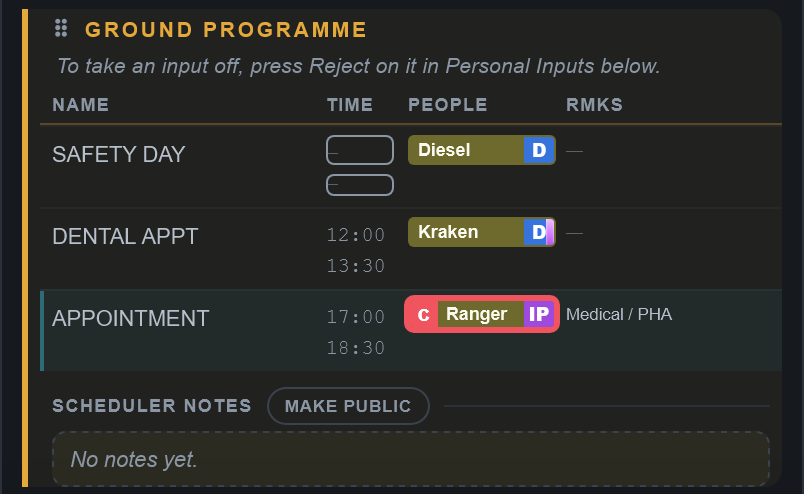 GROUND PROGRAMME
To take an input off, press Reject on it in Personal Inputs below.
NAME TIME PEOPLE RMKS
SAFETY DAY – Diesel D —
–
DENTAL APPT 12:00 Kraken D —
13:30
APPOINTMENT 17:00 C Ranger IP Medical / PHA
18:30
SCHEDULER NOTES MAKE PUBLIC
No notes yet.